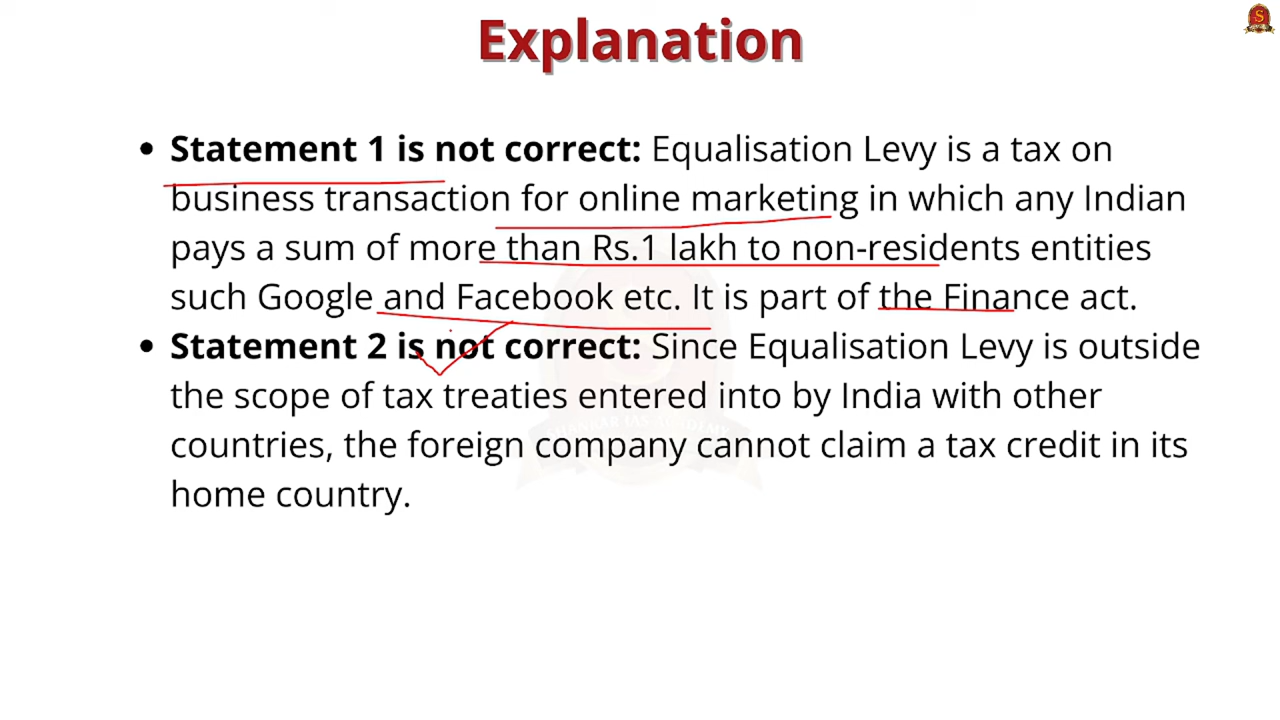 Explanation
• Statement 1 is not correct: Equalisation Levy is a tax on
business transaction for online marketing in which any Indian
pays a sum of more than Rs.1 lakh to non-residents entities
such Google and Facebook etc. It is part of the Finance act.
• Statement 2 is not correct: Since Equalisation Levy is outside
the scope of tax treaties entered into by India with other
countries, the foreign company cannot claim a tax credit in its
home country.
SHANKAR IAS ACADEMY